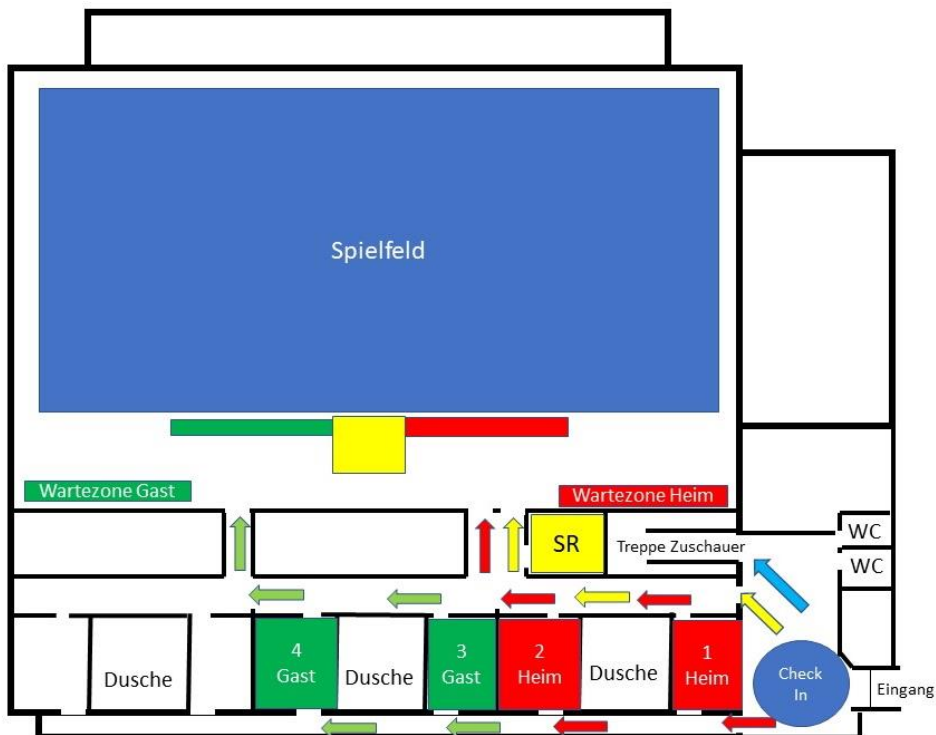 Spielfeld
Wartezone Gast
Wartezone Heim
SR
Treppe Zuschauer
WC
WC
Dusche
4
Gast
Dusche
3
Gast
2
Heim
Dusche
1
Heim
Check
In
Eingang